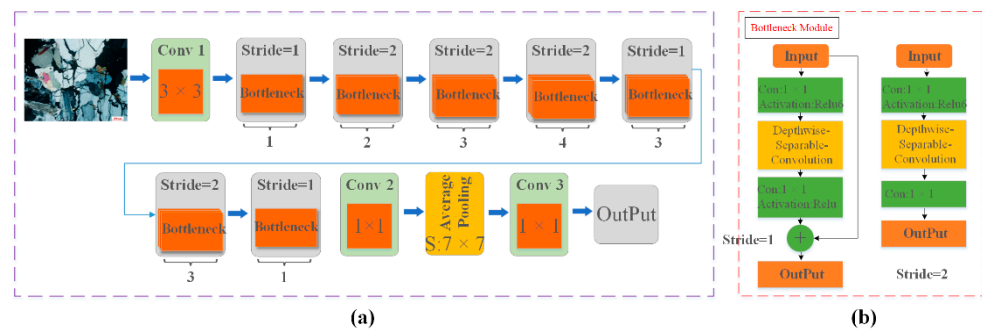 Conv 1
3 × 3
Stride=1
Bottleneck
1
Stride=2
Bottleneck
2
Stride=2
Bottleneck
3
Stride=2
Bottleneck
4
Stride=1
Bottleneck
3
Stride=2
Bottleneck
3
Stride=1
Bottleneck
1
Conv 2
1×1
Average
Pooling
S:7 × 7
Conv 3
1 × 1
OutPut
(a)
Bottleneck Module
Input
Con:1 × 1
Activation:Relu6
Depthwise-
Separable-
Convolution
Con:1 × 1
Activation:Relu
Stride=1
+
OutPut
Input
Con:1 × 1
Activation:Relu6
Depthwise-
Separable-
Convolution
Con:1 × 1
OutPut
Stride=2
(b)